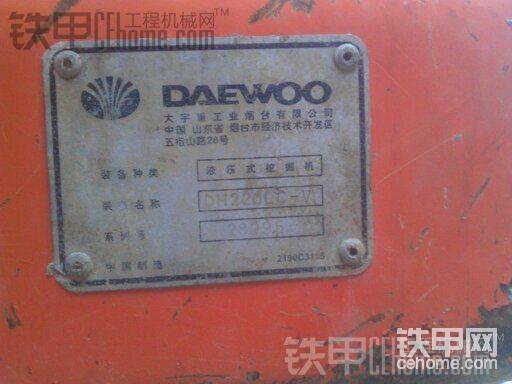 铁甲 工程机械网
CEhome.com
DAEWOO
大宇重工业烟台有限公司
中国 山东省 烟台市经济技术开发区
五指山路28号
装备种类 液压式挖掘机
装备名称 DH220LC-V
系列号
中国制造
铁甲工程机械网
CEhome.com
铁甲网
cehome.com